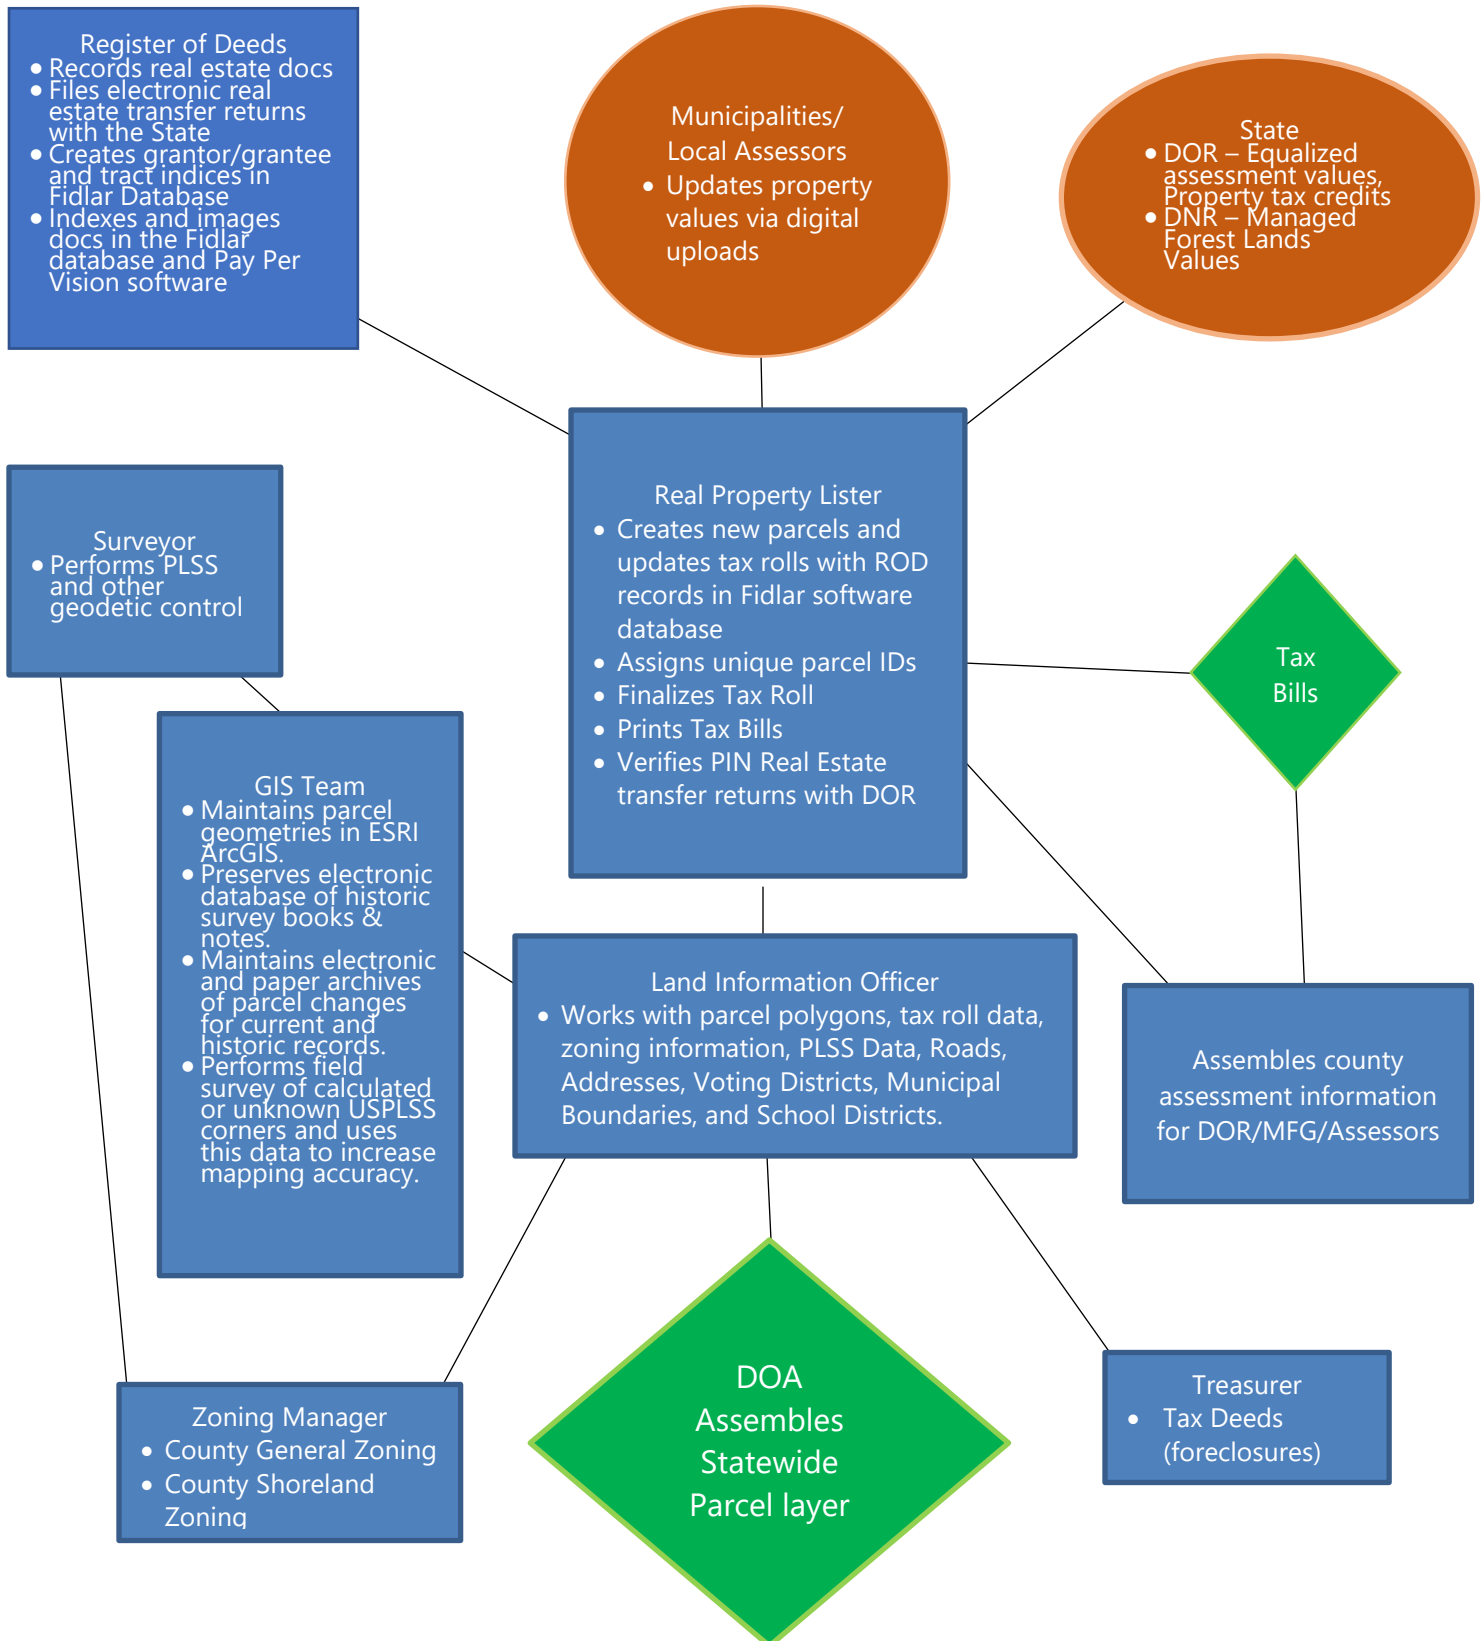 Register of Deeds
• Records real estate docs
• Files electronic real
estate transfer returns
with the State
• Creates grantor/grantee
and tract indices in
Fidlar Database
• Indexes and images
docs in the Fidlar
database and Pay Per
Vision software
Municipalities/
Local Assessors
• Updates property
values via digital
uploads
State
• DOR – Equalized
assessment values,
Property tax credits
• DNR – Managed
Forest Lands
Values
Real Property Lister
• Creates new parcels and
updates tax rolls with ROD
records in Fidlar software
database
• Assigns unique parcel IDs
• Finalizes Tax Roll
• Prints Tax Bills
• Verifies PIN Real Estate
transfer returns with DOR
Surveyor
• Performs PLSS
and other
geodetic control
Tax
Bills
GIS Team
• Maintains parcel
geometries in ESRI
ArcGIS.
• Preserves electronic
database of historic
survey books &
notes.
• Maintains electronic
and paper archives
of parcel changes
for current and
historic records.
• Performs field
survey of calculated
or unknown USPLSS
corners and uses
this data to increase
mapping accuracy.
Land Information Officer
• Works with parcel polygons, tax roll data,
zoning information, PLSS Data, Roads,
Addresses, Voting Districts, Municipal
Boundaries, and School Districts.
Assembles county
assessment information
for DOR/MFG/Assessors
Zoning Manager
• County General Zoning
• County Shoreland
Zoning
DOA
Assembles
Statewide
Parcel layer
Treasurer
• Tax Deeds
(foreclosures)